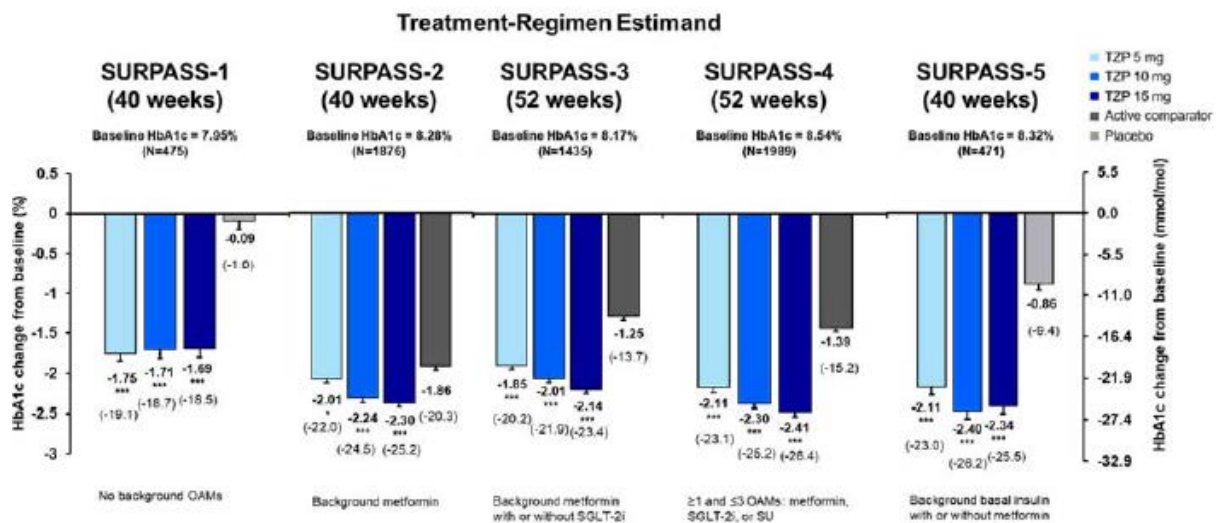 Treatment-Regimen Estimand
SURPASS-1
(40 weeks)
Baseline HbA1c = 7.95%
(N=475)
SURPASS-2
(40 weeks)
Baseline HbA1c = 8.28%
(N=1876)
SURPASS-3
(52 weeks)
Baseline HbA1c = 8.17%
(N=1435)
SURPASS-4
(52 weeks)
Baseline HbA1c = 8.54%
(N=1989)
SURPASS-5
(40 weeks)
Baseline HbA1c = 8.32%
(N=471)
TZP 5 mg
TZP 10 mg
TZP 15 mg
Active comparator
Placebo
HbA1c change from baseline (%)
0.5
0
-0.5
-1
-1.5
-2
-2.5
-3
-1.75
***
(-19.1)
-1.71
***
(-18.7)
-1.69
***
(-18.5)
-0.09
(-1.0)
-2.01
*
(-22.0)
-2.24
***
(-24.5)
-2.30
***
(-25.2)
-1.86
(-20.3)
-1.85
***
(-20.2)
-2.01
***
(-21.9)
-2.14
***
(-23.4)
-1.25
(-13.7)
-2.11
***
(-23.1)
-2.30
***
(-25.2)
-2.41
***
(-26.4)
-1.39
(-15.2)
-2.11
***
(-23.0)
-2.40
***
(-26.2)
-2.34
***
(-25.5)
-0.86
(-9.4)
5.5
0.0
-5.5
-11.0
-16.4
-21.9
-27.4
-32.9
HbA1c change from baseline (mmol/mol)
No background OAMs
Background metformin
Background metformin
with or without SGLT-2i
≥1 and ≤3 OAMs: metformin,
SGLT-2i, or SU
Background basal insulin
with or without metformin